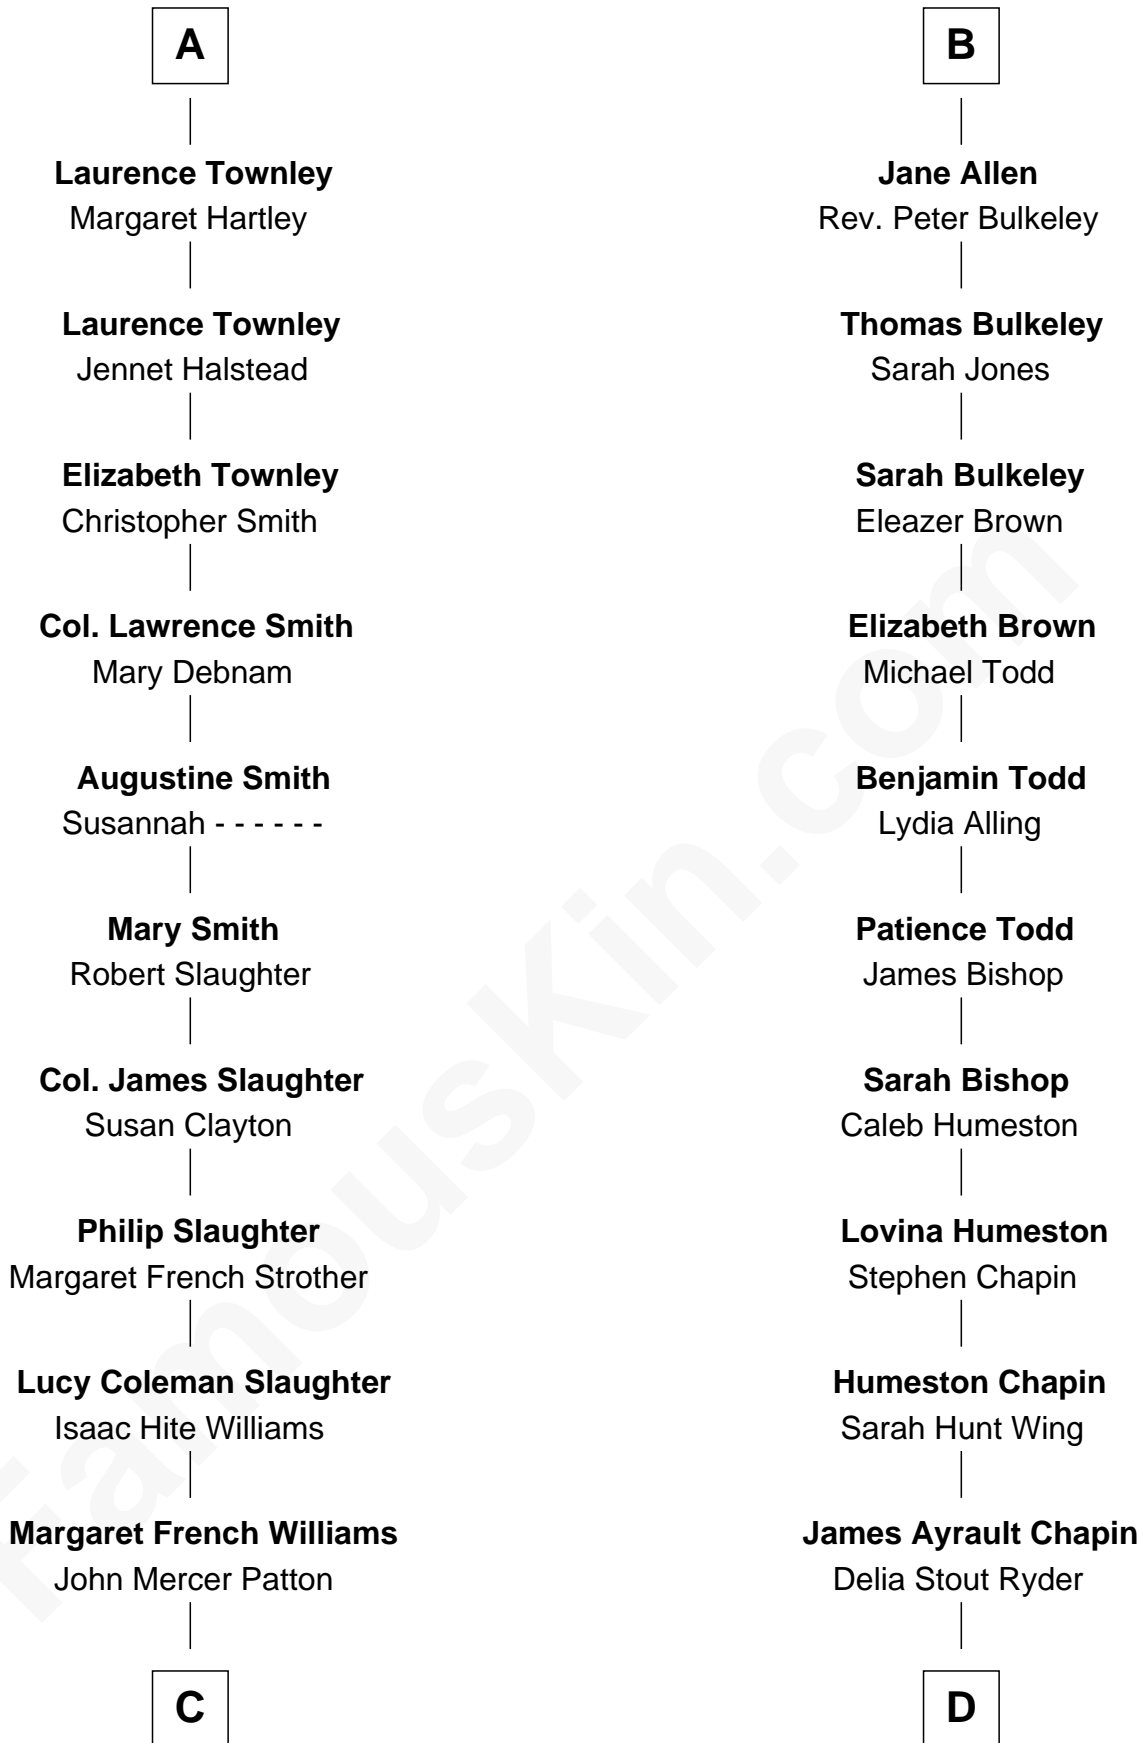 A
Laurence Townley
Margaret Hartley
Laurence Townley
Jennet Halstead
Elizabeth Townley
Christopher Smith
Col. Lawrence Smith
Mary Debnam
Augustine Smith
Susannah - - - - - -
Mary Smith
Robert Slaughter
Col. James Slaughter
Susan Clayton
Philip Slaughter
Margaret French Strother
Lucy Coleman Slaughter
Isaac Hite Williams
Margaret French Williams
John Mercer Patton
C
B
Jane Allen
Rev. Peter Bulkeley
Thomas Bulkeley
Sarah Jones
Sarah Bulkeley
Eleazer Brown
Elizabeth Brown
Michael Todd
Benjamin Todd
Lydia Alling
Patience Todd
James Bishop
Sarah Bishop
Caleb Humeston
Lovina Humeston
Stephen Chapin
Humeston Chapin
Sarah Hunt Wing
James Ayrault Chapin
Delia Stout Ryder
D
FamousKin.com